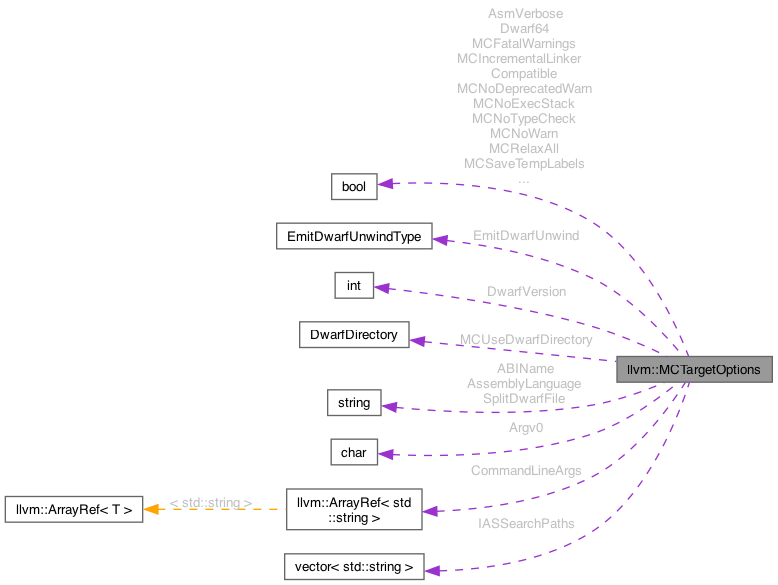 AsmVerbose
Dwarf64
MCFatalWarnings
MCIncrementalLinker
Compatible
MCNoDeprecatedWarn
MCNoExecStack
MCNoTypeCheck
MCNoWarn
MCRelaxAll
MCSaveTempLabels
...
bool
EmitDwarfUnwindType
EmitDwarfUnwind
int
DwarfVersion
DwarfDirectory
MCUseDwarfDirectory
llvm::MCTargetOptions
ABIName
AssemblyLanguage
SplitDwarfFile
string
Argv0
char
CommandLineArgs
llvm::ArrayRef< T >
< std::string >
llvm::ArrayRef< std
::string >
IASSearchPaths
vector< std::string >